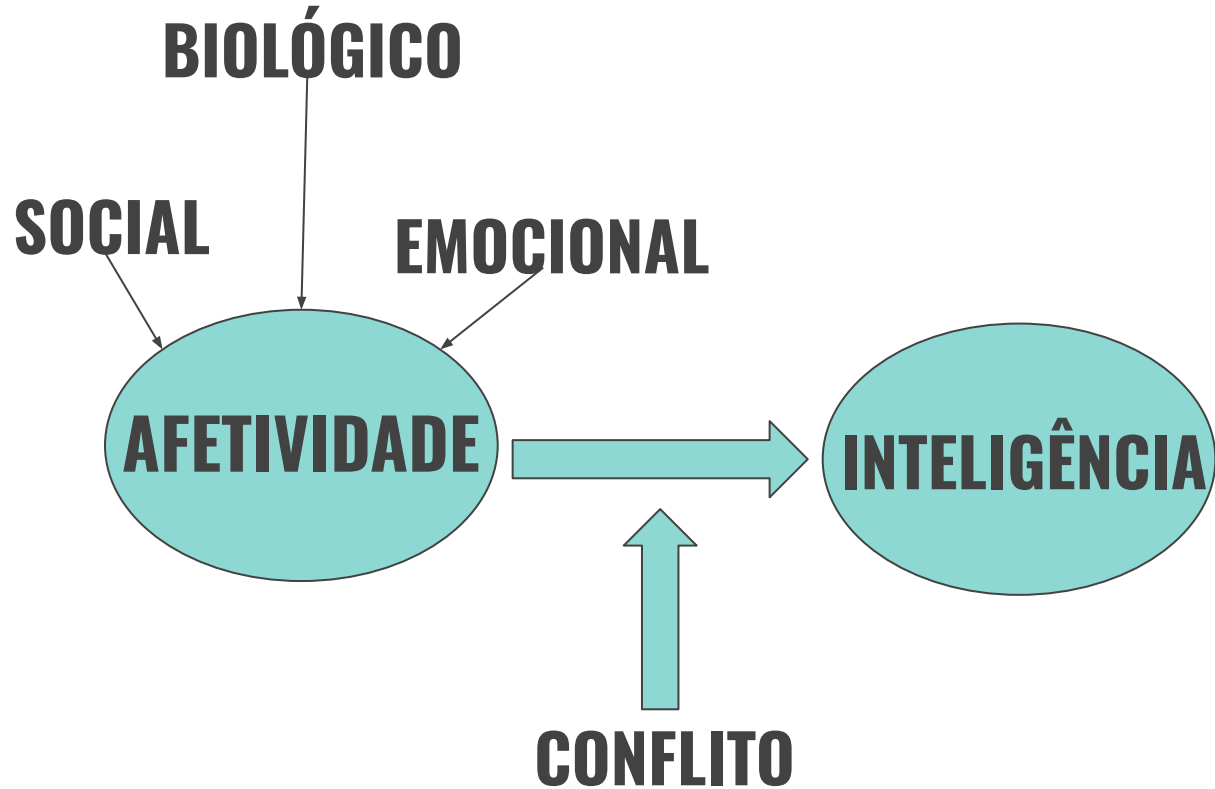 BIOLÓGICO
SOCIAL
EMOCIONAL
AFETIVIDADE
INTELIGÊNCIA
CONFLITO